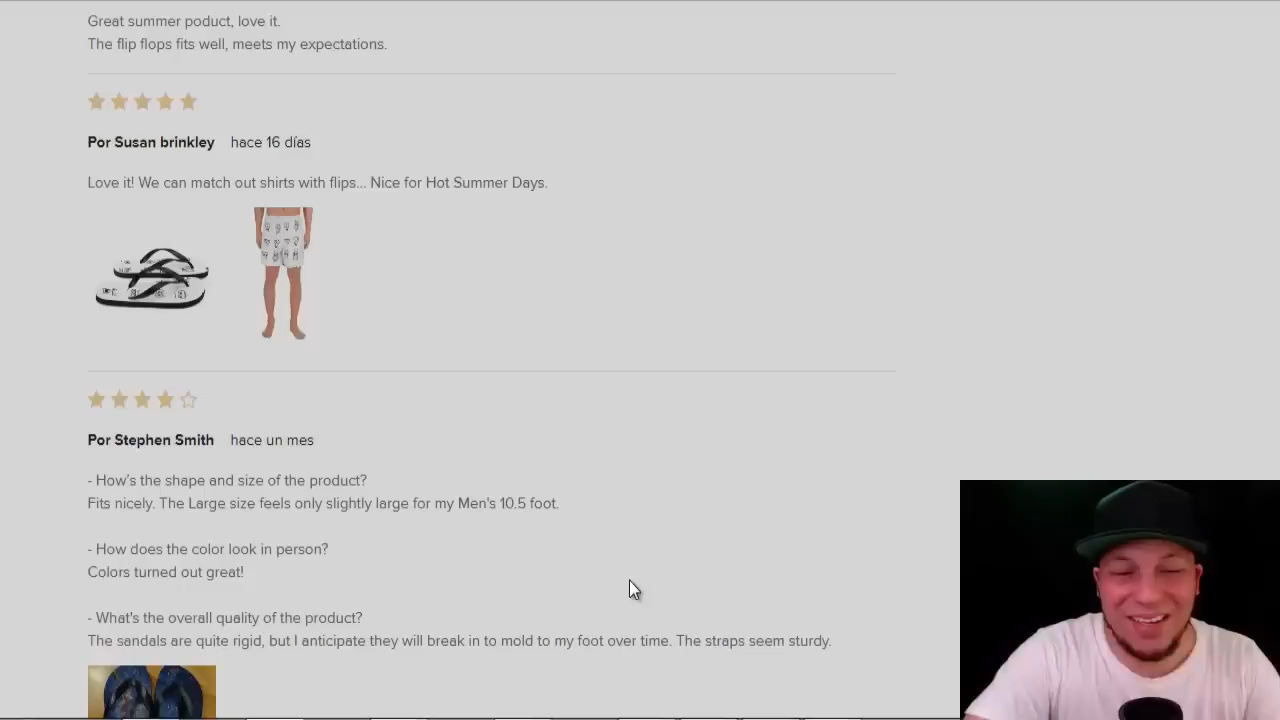 Great summer poduct, love it.
The flip flops fits well, meets my expectations.
Por Susan brinkley hace 16 días
Love it! We can match out shirts with flips... Nice for Hot Summer Days.
Por Stephen Smith hace un mes
- How's the shape and size of the product?
Fits nicely. The Large size feels only slightly large for my Men's 10.5 foot.
- How does the color look in person?
Colors turned out great!
- What's the overall quality of the product?
The sandals are quite rigid, but I anticipate they will break in to mold to my foot over time. The straps seem sturdy.